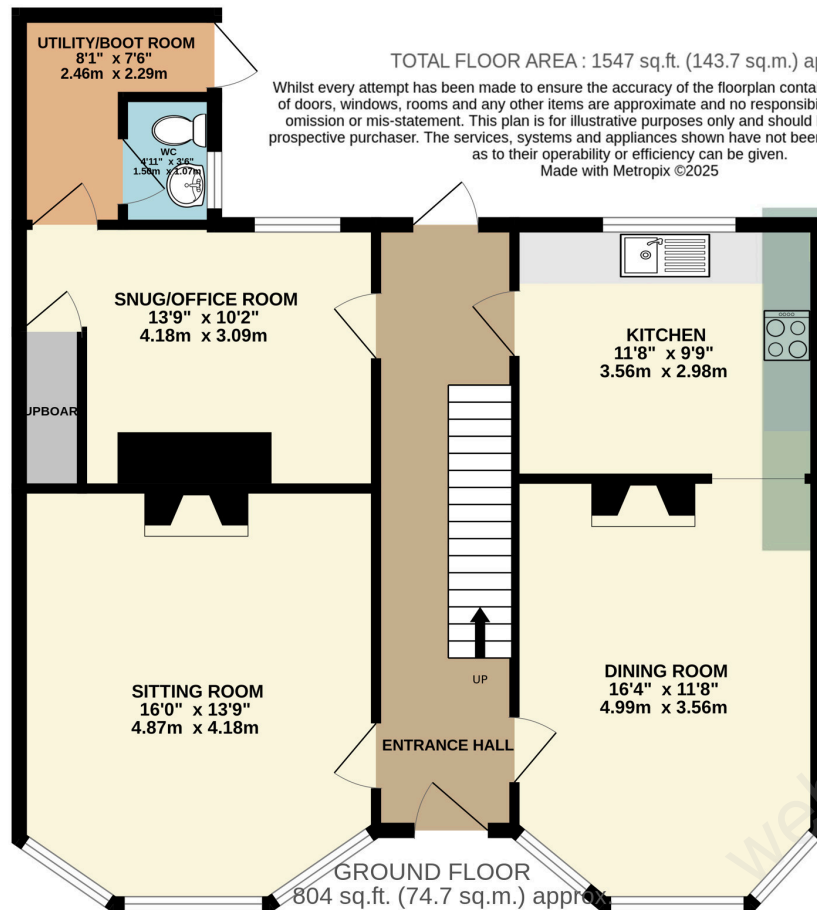 UTILITY/BOOT ROOM
8'1" x 7'6"
2.46m x 2.29m
TOTAL FLOOR AREA : 1547 sq.ft. (143.7 sq.m.) ap
Whilst every attempt has been made to ensure the accuracy of the floorplan conta
of doors, windows, rooms and any other items are approximate and no responsibi
omission or mis-statement. This plan is for illustrative purposes only and should
prospective purchaser. The services, systems and appliances shown have not been
as to their operability or efficiency can be given.
Made with Metropix ©2025
WC
4'11" x 3'6"
1.50m x 1.07m
SNUG/OFFICE ROOM
13'9" x 10'2"
4.18m x 3.09m
KITCHEN
11'8" x 9'9"
3.56m x 2.98m
UPBOAR
SITTING ROOM
16'0" x 13'9"
4.87m x 4.18m
UP
DINING ROOM
16'4" x 11'8"
4.99m x 3.56m
ENTRANCE HALL
GROUND FLOOR
804 sq.ft. (74.7 sq.m.) approx.